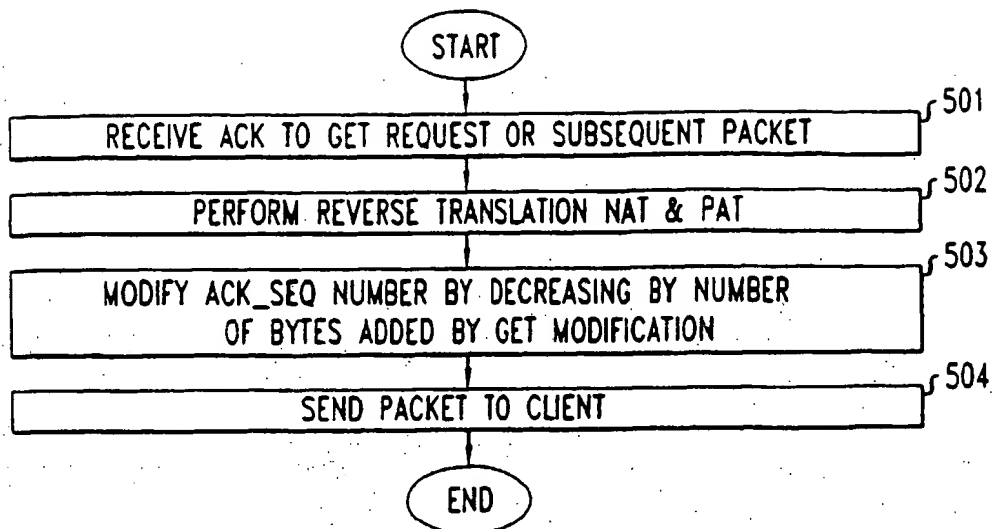 START
501
RECEIVE ACK TO GET REQUEST OR SUBSEQUENT PACKET
502
PERFORM REVERSE TRANSLATION NAT & PAT
503
MODIFY ACK_SEQ NUMBER BY DECREASING BY NUMBER
OF BYTES ADDED BY GET MODIFICATION
504
SEND PACKET TO CLIENT
END